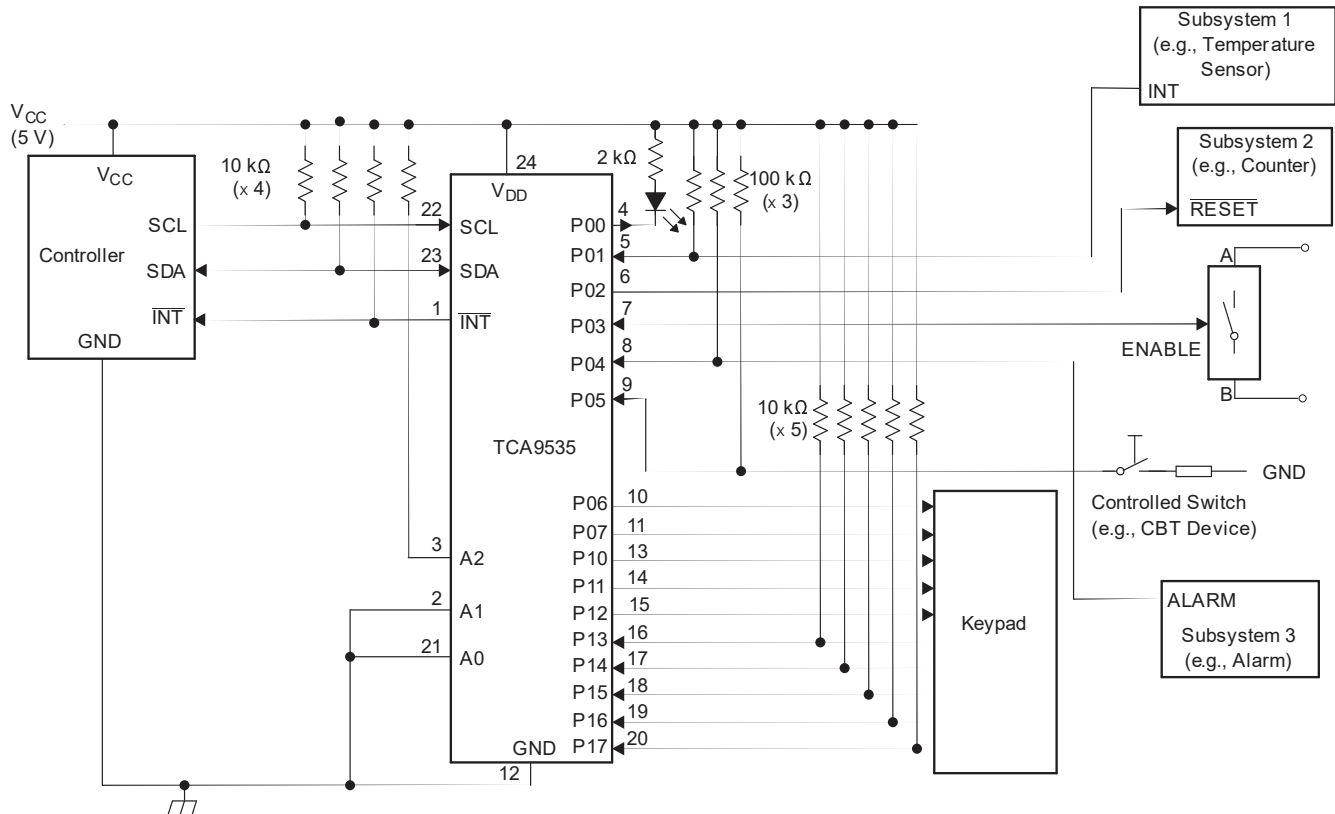 Subsystem 1
(e.g., Temperature
Sensor)
INT
VCC
(5 V)
Subsystem 2
(e.g., Counter)
RESET
VCC
10 kΩ
(x 4)
24
VDD
2 kΩ
100 kΩ
(x 3)
SCL
22
SCL
P00
4
Controller
SDA
23
SDA
P01
5
P02
6
INT
1
INT
P03
7
A
ENABLE
B
GND
P04
8
P05
9
10 kΩ
(x 5)
TCA9535
GND
Controlled Switch
(e.g., CBT Device)
P06
10
P07
11
3
A2
P10
13
P11
14
2
A1
P12
15
Keypad
ALARM
Subsystem 3
(e.g., Alarm)
P13
16
21
A0
P14
17
P15
18
P16
19
GND
P17
20
12